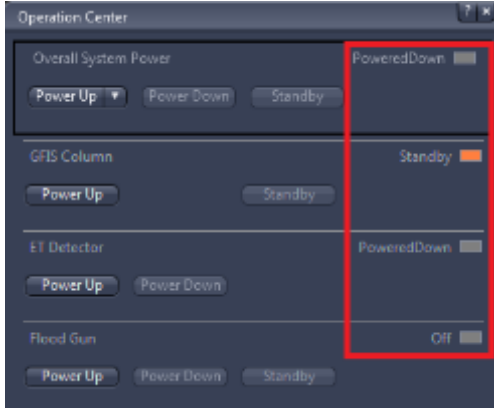 Operation Center ? ×
Overall System Power PoweredDown
Power Up Power Down Standby
GFIS Column Standby
Power Up Standby
ET Detector PoweredDown
Power Up Power Down
Flood Gun Off
Power Up Power Down Standby